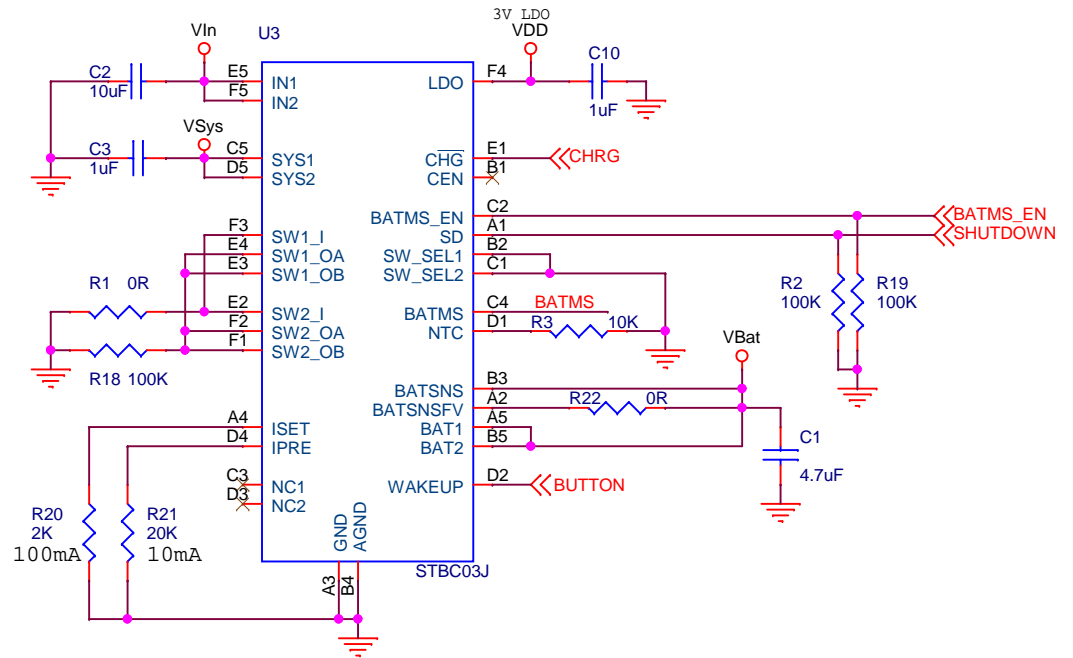 3V LDO
VIn
U3
VDD
C10
1uF
C2
10uF
E5
F5
IN1
IN2
LDO
F4
VSys
C3
1uF
C5
D5
SYS1
SYS2
CHG
CEN
E1
B1
CHRG
BATMS_EN
SD
SW_SEL1
SW_SEL2
C2
A1
B2
C1
BATMS_EN
SHUTDOWN
F3
E4
E3
SW1_I
SW1_OA
SW1_OB
R1 0R
E2
F2
F1
SW2_I
SW2_OA
SW2_OB
R18 100K
BATMS
NTC
C4
D1
BATMS
R3 10K
R2
100K
R19
100K
VBat
BATSNS
BATSNSFV
BAT1
BAT2
B3
A2
A5
B5
R22 0R
C1
4.7uF
A4
D4
ISET
IPRE
C3
D3
NC1
NC2
WAKEUP
D2
BUTTON
R20
2K
100mA
R21
20K
10mA
GND
AGND
A3
B4
STBC03J